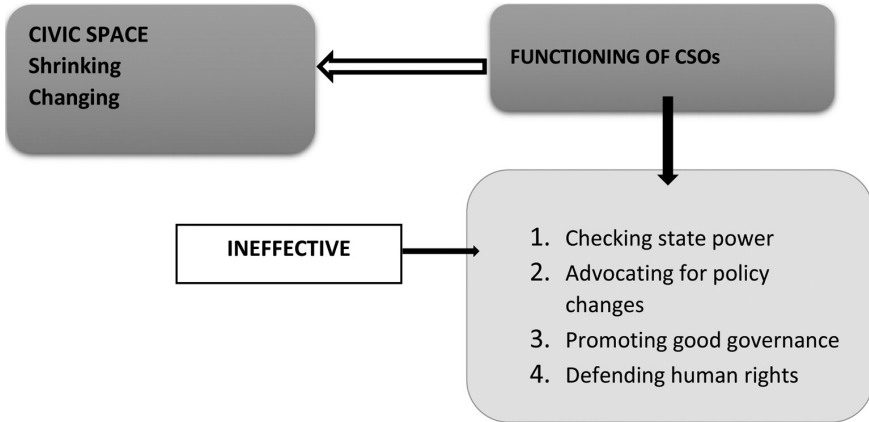 CIVIC SPACE
Shrinking
Changing
FUNCTIONING OF CSOs
INEFFECTIVE
1. Checking state power
2. Advocating for policy
changes
3. Promoting good governance
4. Defending human rights